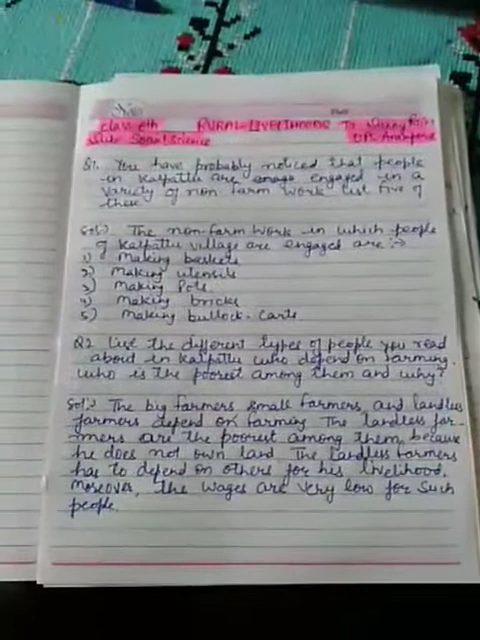 Class 6th RURAL-LIVELIHOODS
Sub:- Social Science
Q1. You have probably noticed that people
in Kalpattu are engaged in a
variety of non-farm work list five of
these.
Sol:) The non-farm work in which people
of Kalpattu village are engaged are:→
1) Making baskets
2) Making utensils
3) Making Pots.
4) Making bricks
5) Making bullock-carts
Q2. List the different types of people you read
about in Kalpattu who depend on farming.
who is the poorest among them and why?
Sol:) The big farmers small farmers, and landless
farmers depend on farming The landless far-
mers are the poorest among them, because
he does not own land The landless farmers
has to depend on others for his livelihood.
Moreover, the wages are very low for such
people.